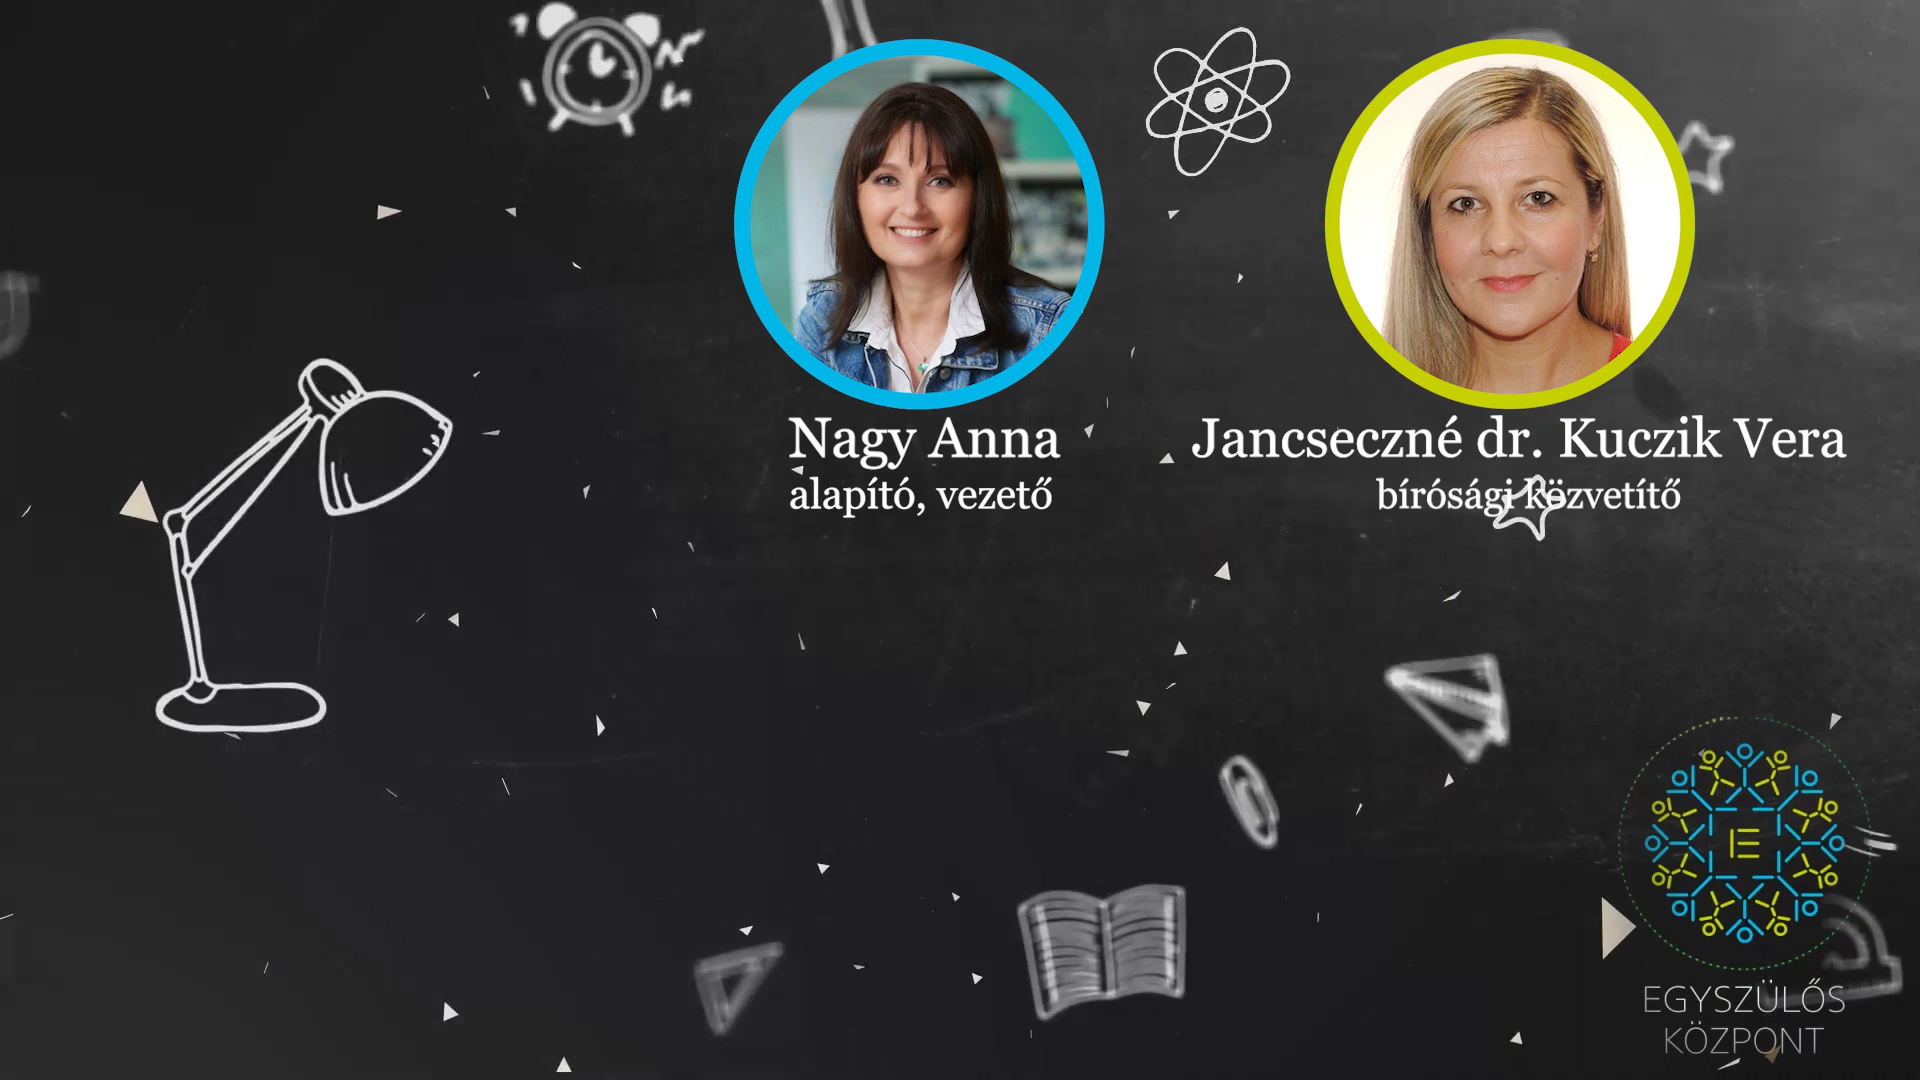 Nagy Anna
alapító, vezető
Jancseczné dr. Kuczik Vera
bírósági közvetítő
E
EGYSZÜLŐS
KÖZPONT